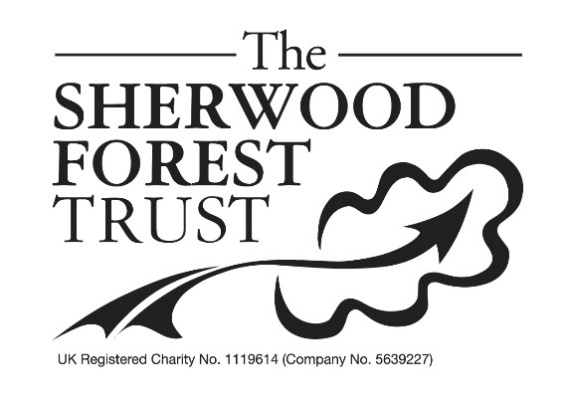 The
SHERWOOD
FOREST
TRUST
UK Registered Charity No. 1119614 (Company No. 5639227)